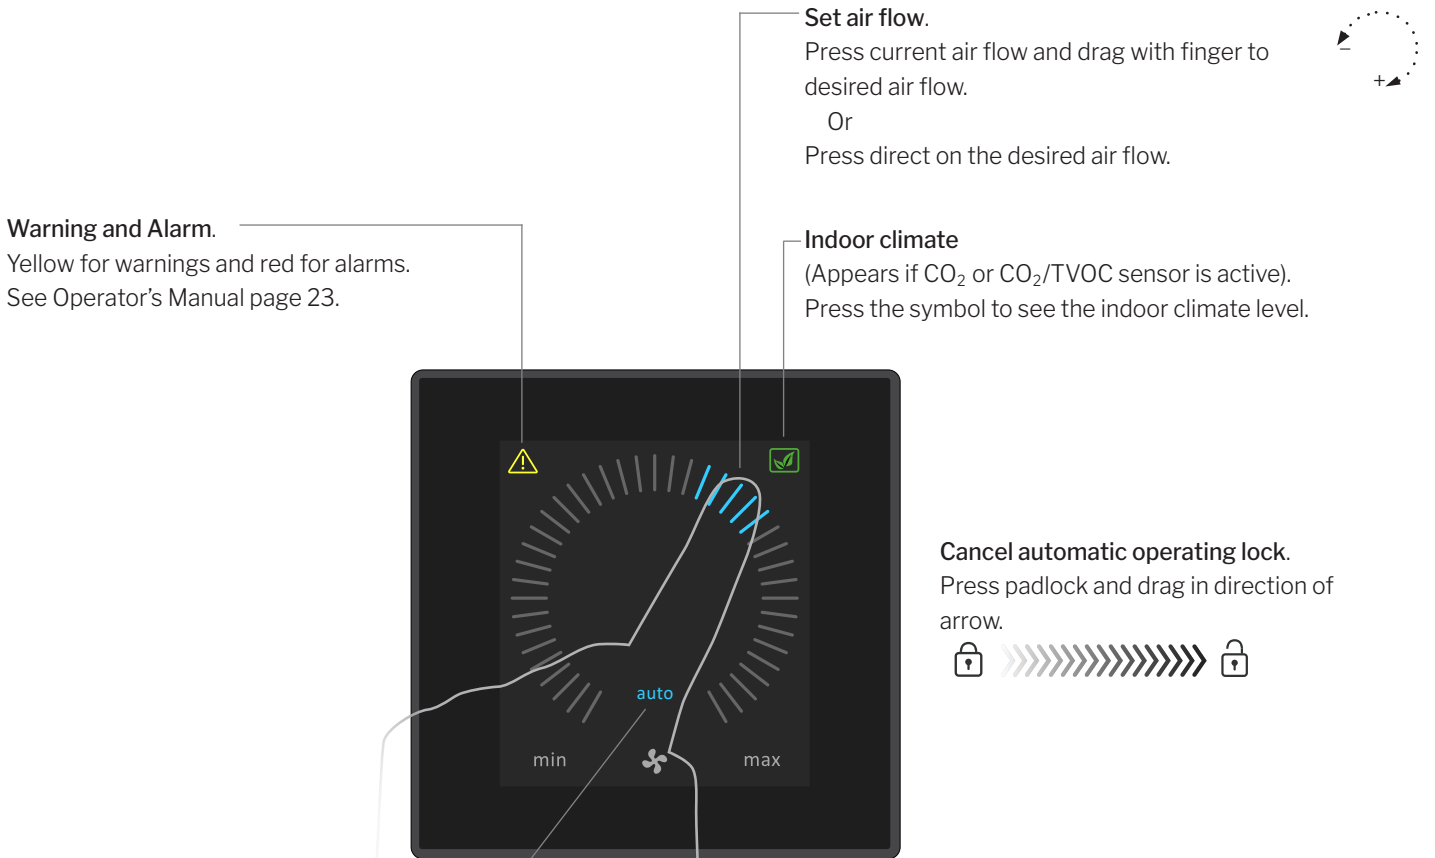 Set air flow.
Press current air flow and drag with finger to
desired air flow.
Or
Press direct on the desired air flow.
–
+
Warning and Alarm.
Yellow for warnings and red for alarms.
See Operator’s Manual page 23.
Indoor climate
(Appears if CO₂ or CO₂/TVOC sensor is active).
Press the symbol to see the indoor climate level.
Cancel automatic operating lock.
Press padlock and drag in direction of
arrow.
auto
min
max